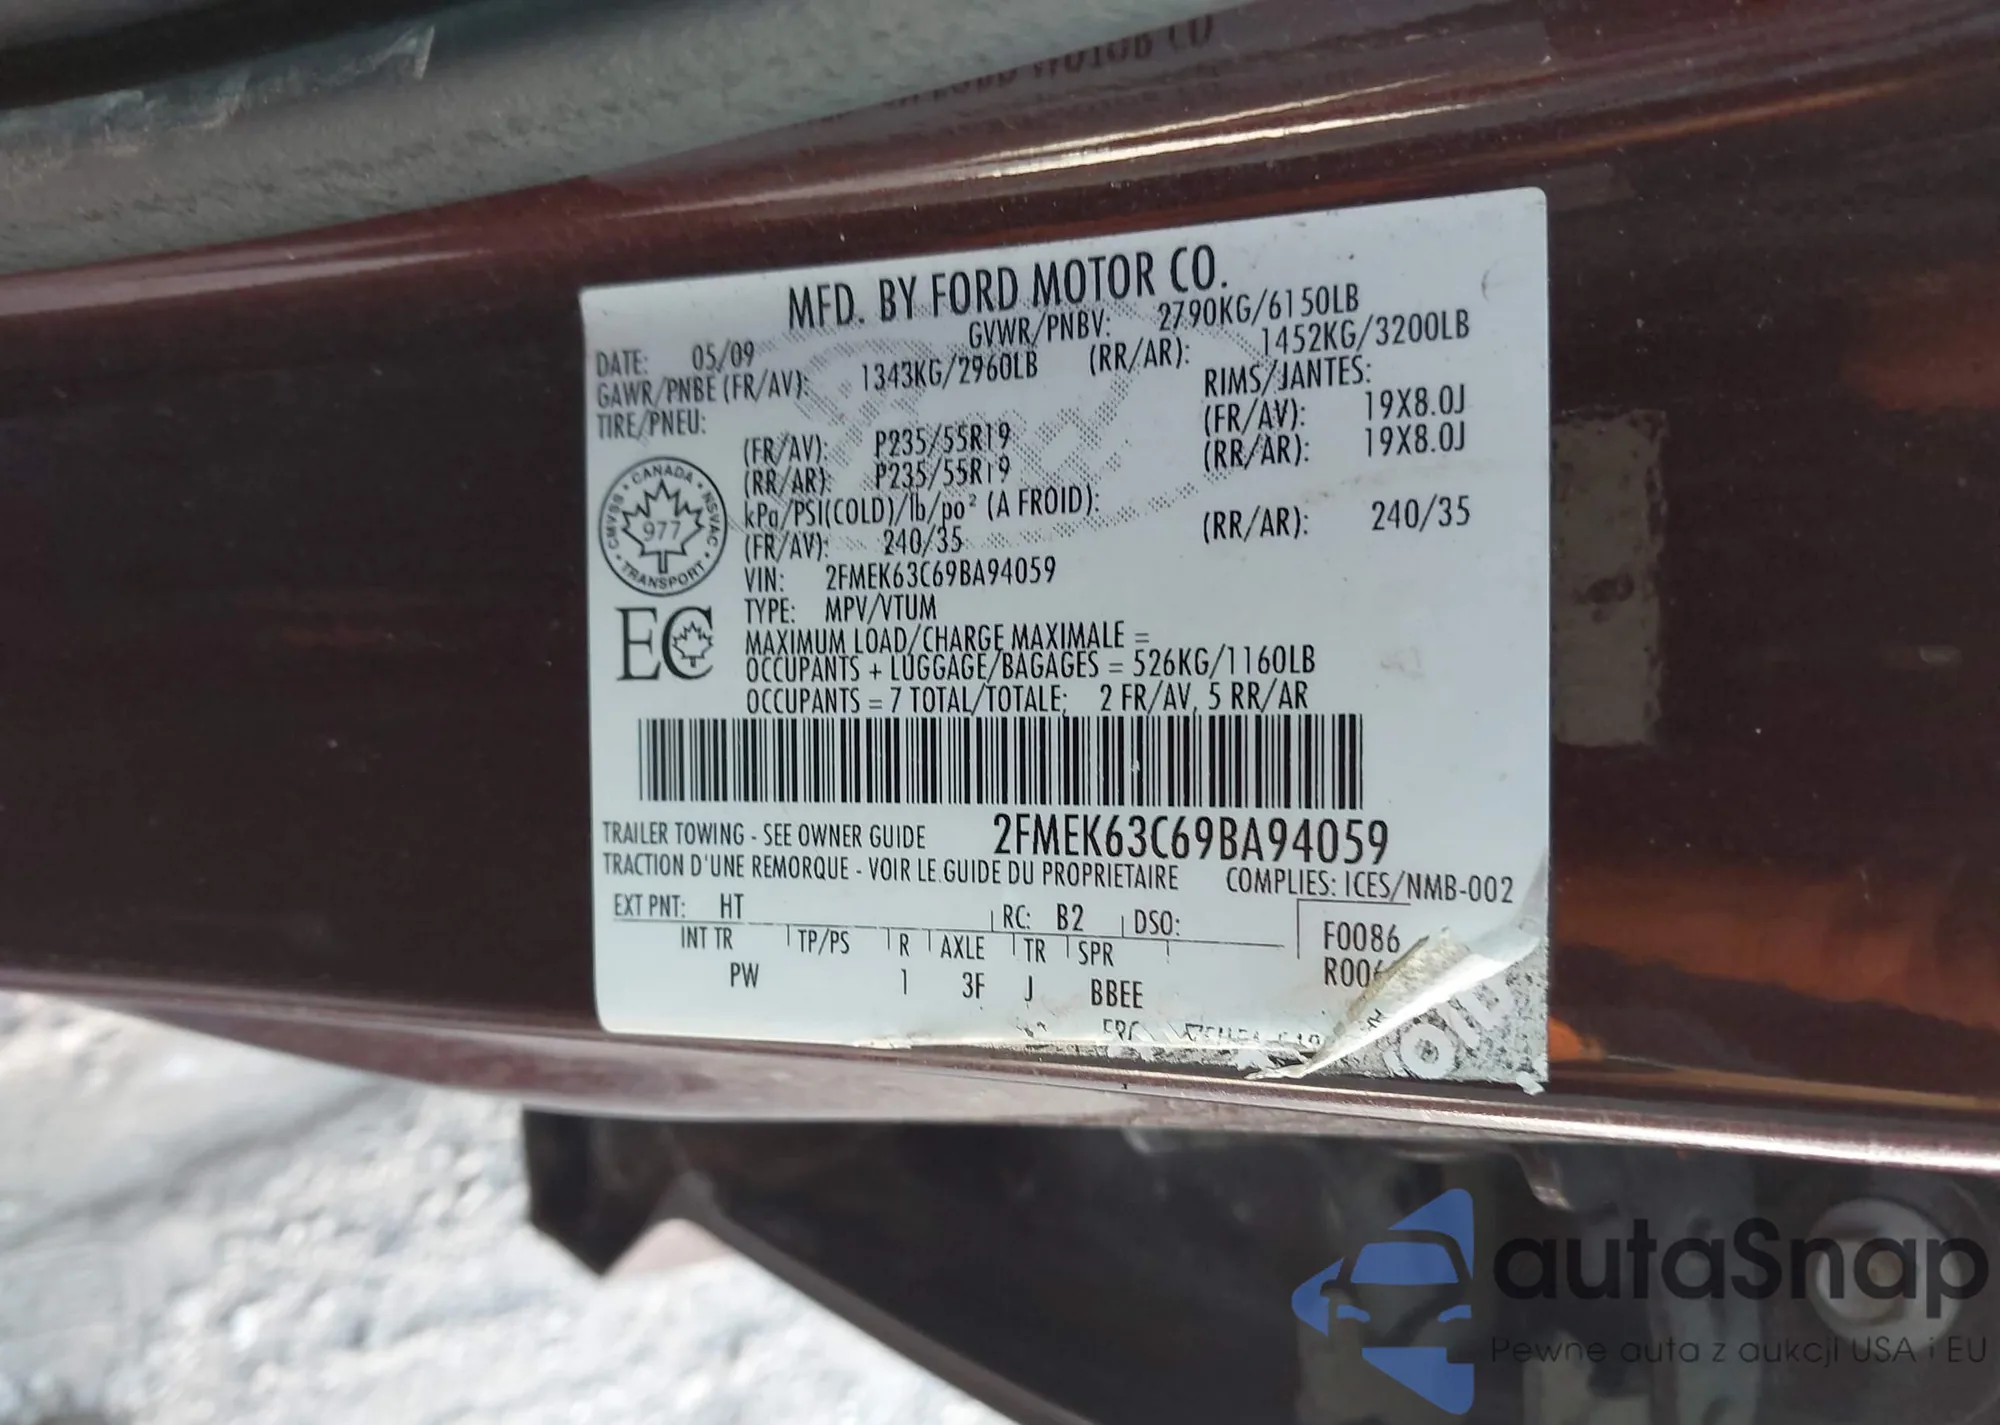 MFD. BY FORD MOTOR CO.
DATE: 05/09 GVWR/PNBV: 2790KG/6150LB
GAWR/PNBE (FR/AV): 1343KG/2960LB (RR/AR): 1452KG/3200LB
TIRE/PNEU: RIMS/JANTES:
(FR/AV): P235/55R19 (FR/AV): 19X8.0J
(RR/AR): P235/55R19 (RR/AR): 19X8.0J
kPa/PSI(COLD)/lb/po² (A FROID):
(FR/AV): 240/35 (RR/AR): 240/35
VIN: 2FMEK63C69BA94059
TYPE: MPV/VTUM
CANADA
CMVSS NSVAC
977
TRANSPORT
EC
MAXIMUM LOAD/CHARGE MAXIMALE =
OCCUPANTS + LUGGAGE/BAGAGES = 526KG/1160LB
OCCUPANTS = 7 TOTAL/TOTALE; 2 FR/AV, 5 RR/AR
TRAILER TOWING - SEE OWNER GUIDE 2FMEK63C69BA94059
TRACTION D'UNE REMORQUE - VOIR LE GUIDE DU PROPRIETAIRE COMPLIES: ICES/NMB-002
EXT PNT: HT RC: B2 DSO: F0086
INT TR TP/PS R AXLE TR SPR
PW 1 3F J BBEE
autaSnap
Pewne auta z aukcji USA i EU